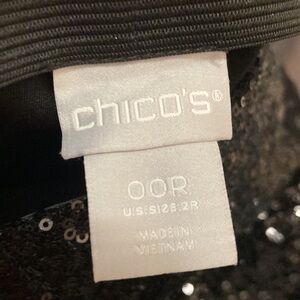 chico's®
00R
U.S. SIZE: 2R
MADE IN
VIETNAM